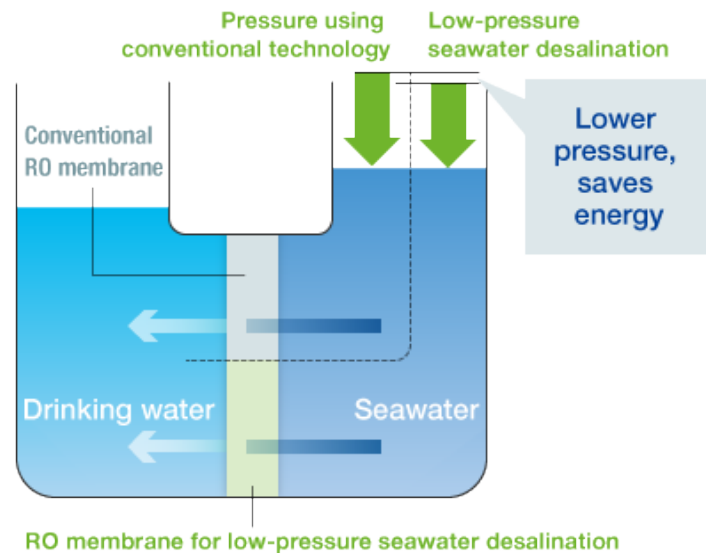 Pressure using
conventional technology
Low-pressure
seawater desalination
Conventional
RO membrane
Lower
pressure,
saves
energy
Drinking water
Seawater
RO membrane for low-pressure seawater desalination